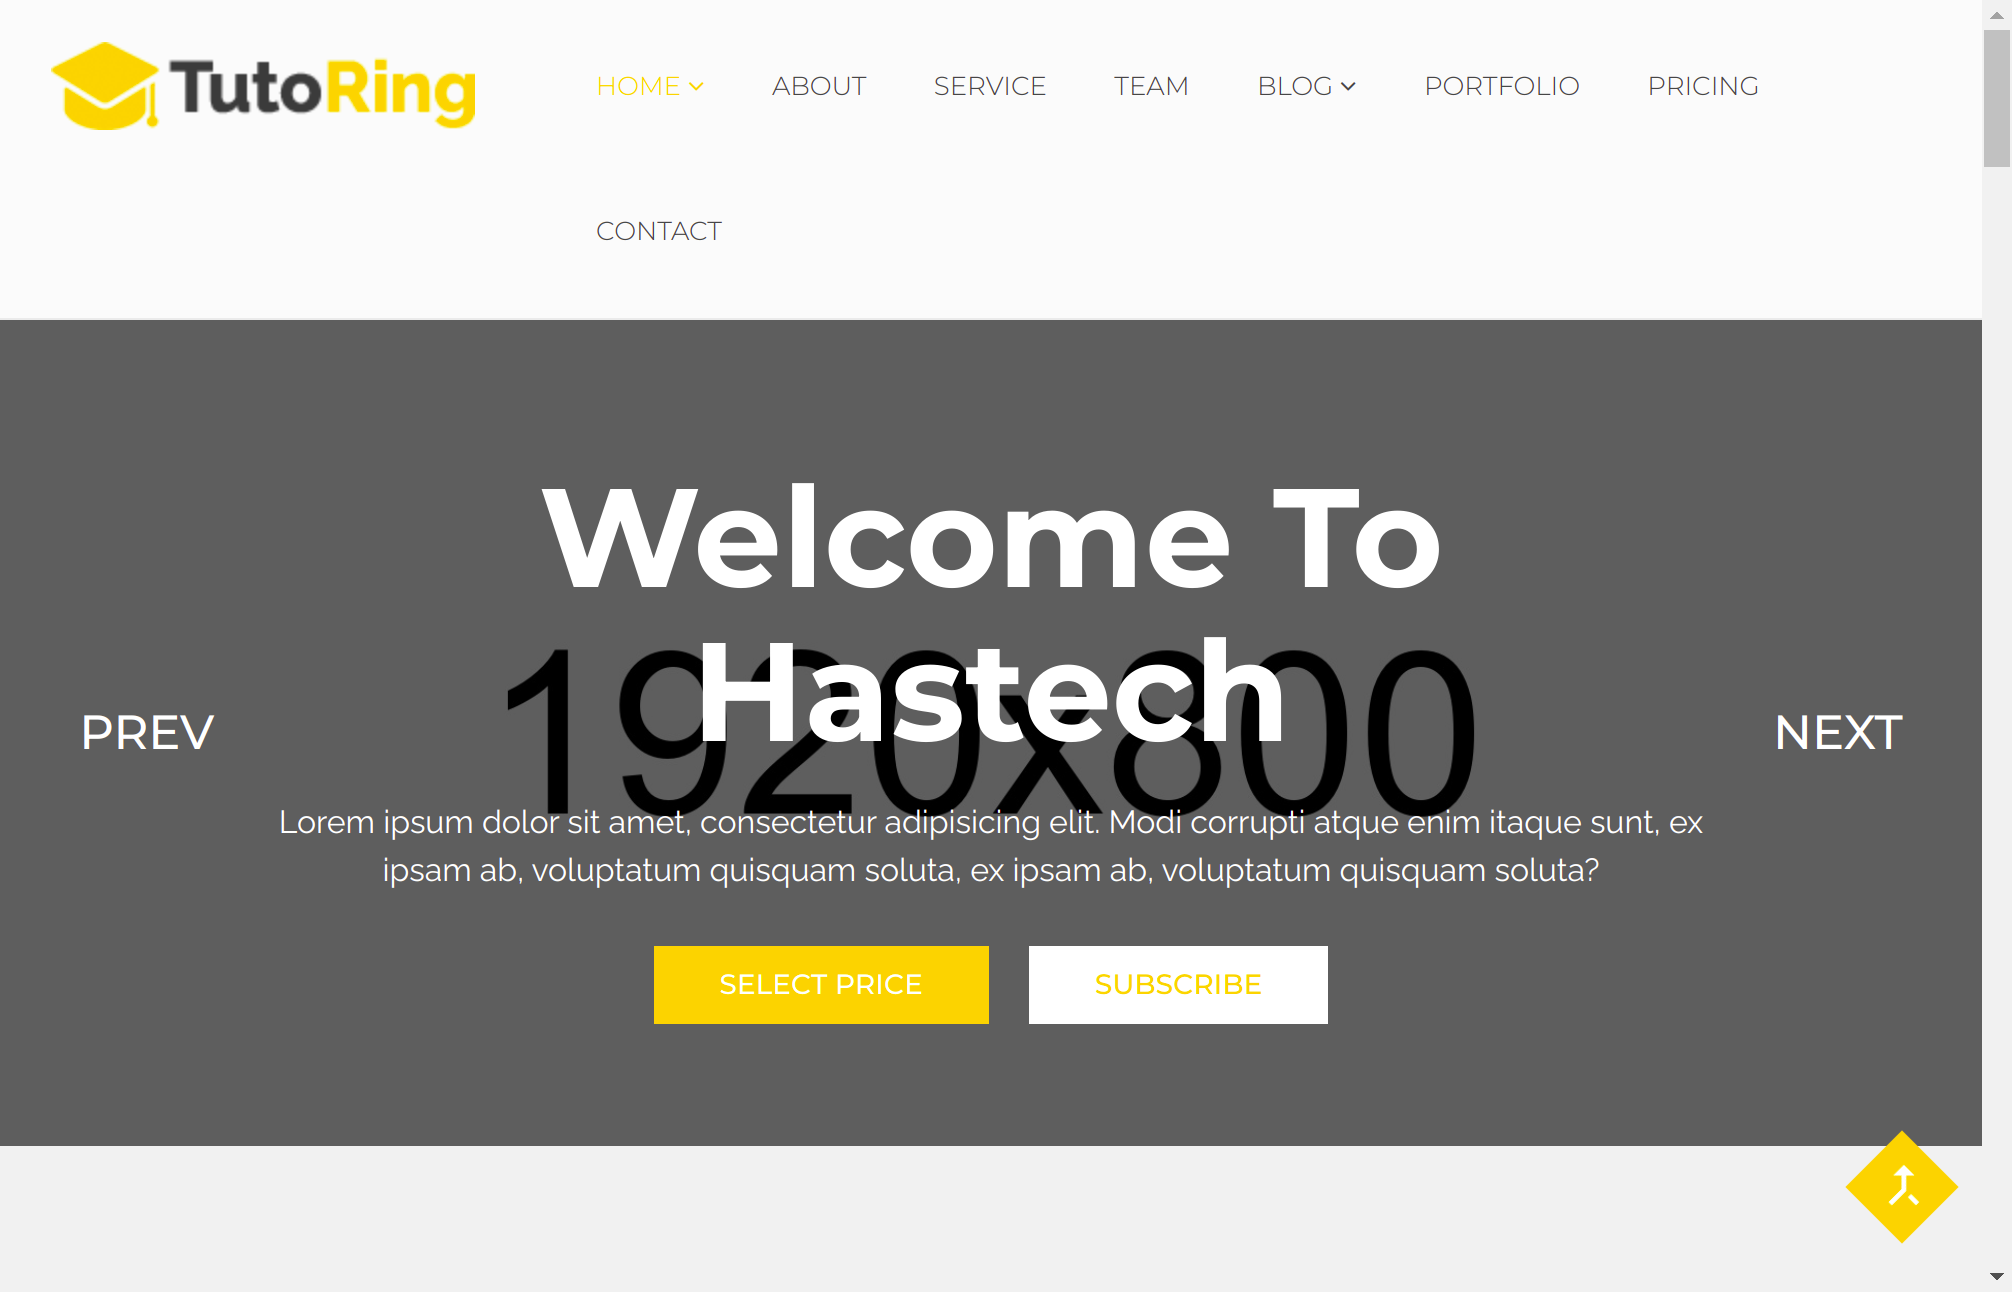 TutoRing
HOME ABOUT SERVICE TEAM BLOG PORTFOLIO PRICING
CONTACT
Welcome To
Hastech
1920x800
PREV
NEXT
Lorem ipsum dolor sit amet, consectetur adipisicing elit. Modi corrupti atque enim itaque sunt, ex
ipsam ab, voluptatum quisquam soluta, ex ipsam ab, voluptatum quisquam soluta?
SELECT PRICE SUBSCRIBE